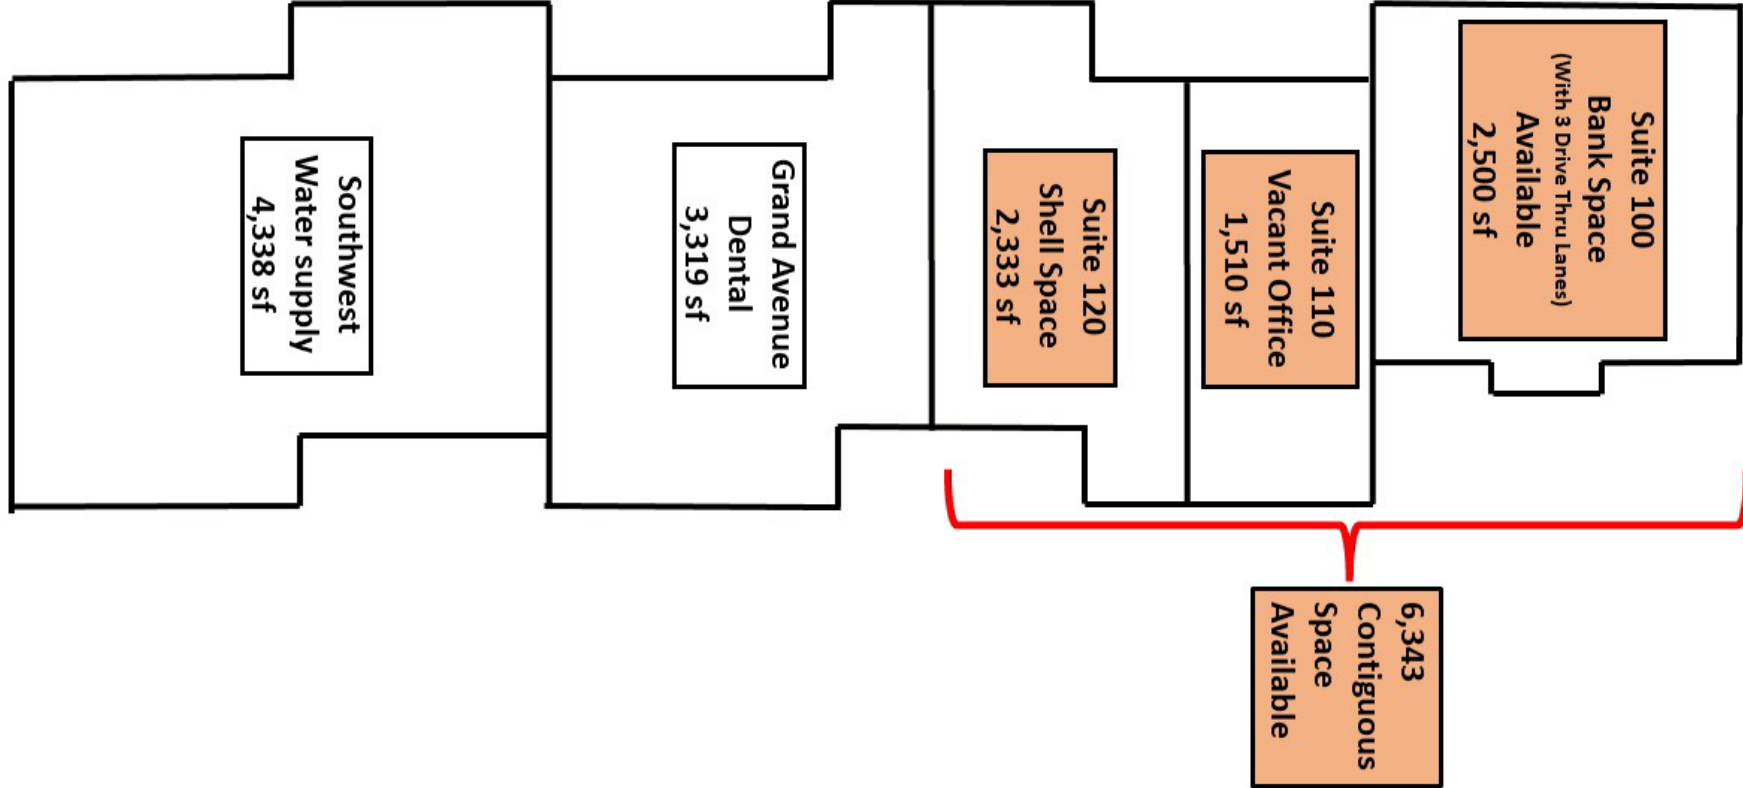 Suite 100
Bank Space
(With 3 Drive Thru Lanes)
Available
2,500 sf
Suite 110
Vacant Office
1,510 sf
Suite 120
Shell Space
2,333 sf
Grand Avenue
Dental
3,319 sf
Southwest
Water supply
4,338 sf
6,343
Contiguous
Space
Available